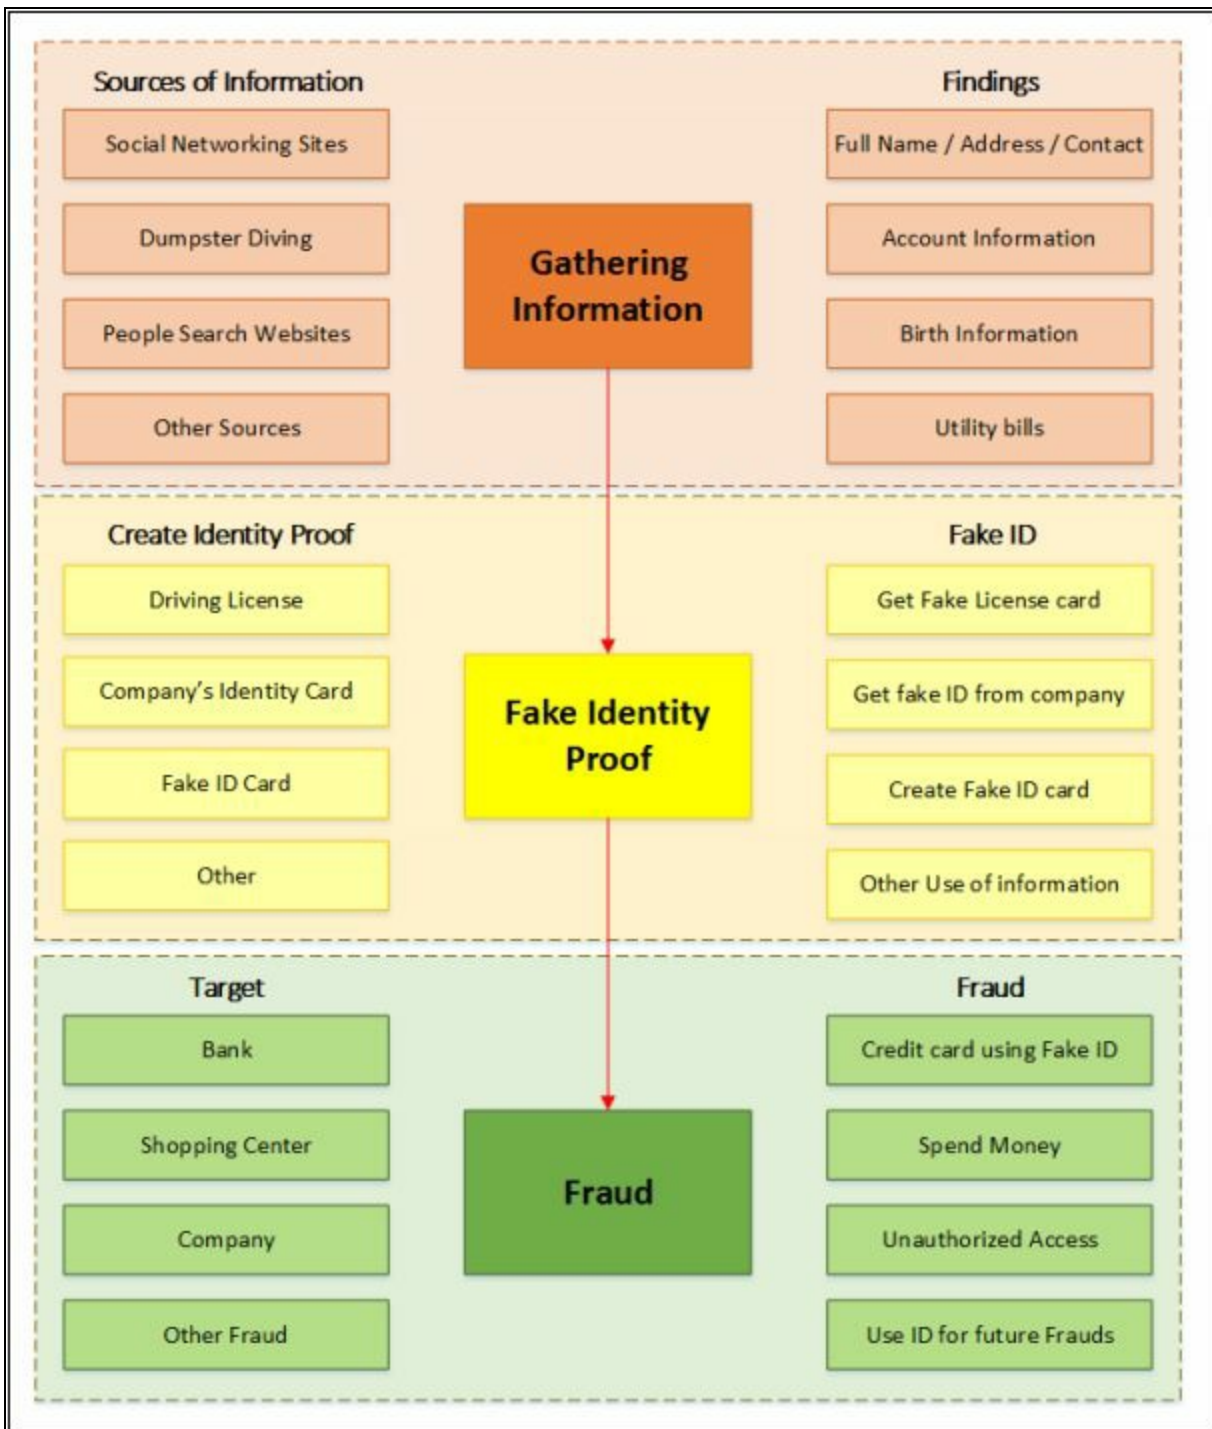 Sources of Information
Social Networking Sites
Dumpster Diving
People Search Websites
Other Sources
Gathering
Information
Findings
Full Name / Address / Contact
Account Information
Birth Information
Utility bills
Create Identity Proof
Driving License
Company’s Identity Card
Fake ID Card
Other
Fake Identity
Proof
Fake ID
Get Fake License card
Get fake ID from company
Create Fake ID card
Other Use of information
Target
Bank
Shopping Center
Company
Other Fraud
Fraud
Fraud
Credit card using Fake ID
Spend Money
Unauthorized Access
Use ID for future Frauds